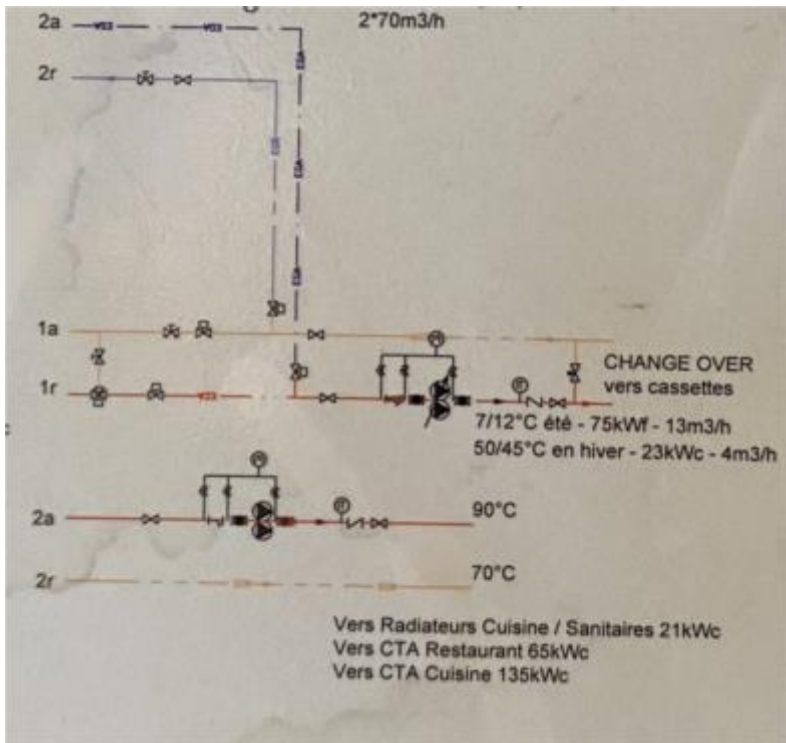 2*70m3/h
2a
2r
1a
1r
CHANGE OVER
vers cassettes
7/12°C été - 75kWf - 13m3/h
50/45°C en hiver - 23kWc - 4m3/h
2a
90°C
2r
70°C
Vers Radiateurs Cuisine / Sanitaires 21kWc
Vers CTA Restaurant 65kWc
Vers CTA Cuisine 135kWc